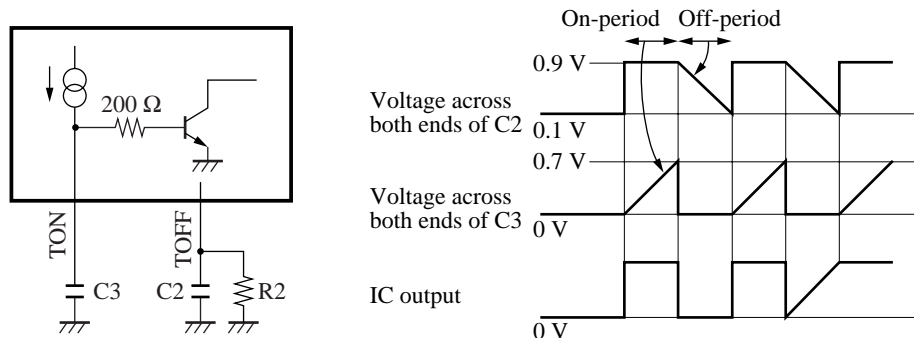 200 Ω
TON
TOFF
C3
C2
R2
On-period
Off-period
0.9 V
Voltage across
both ends of C2
0.1 V
0.7 V
Voltage across
both ends of C3
0 V
IC output
0 V